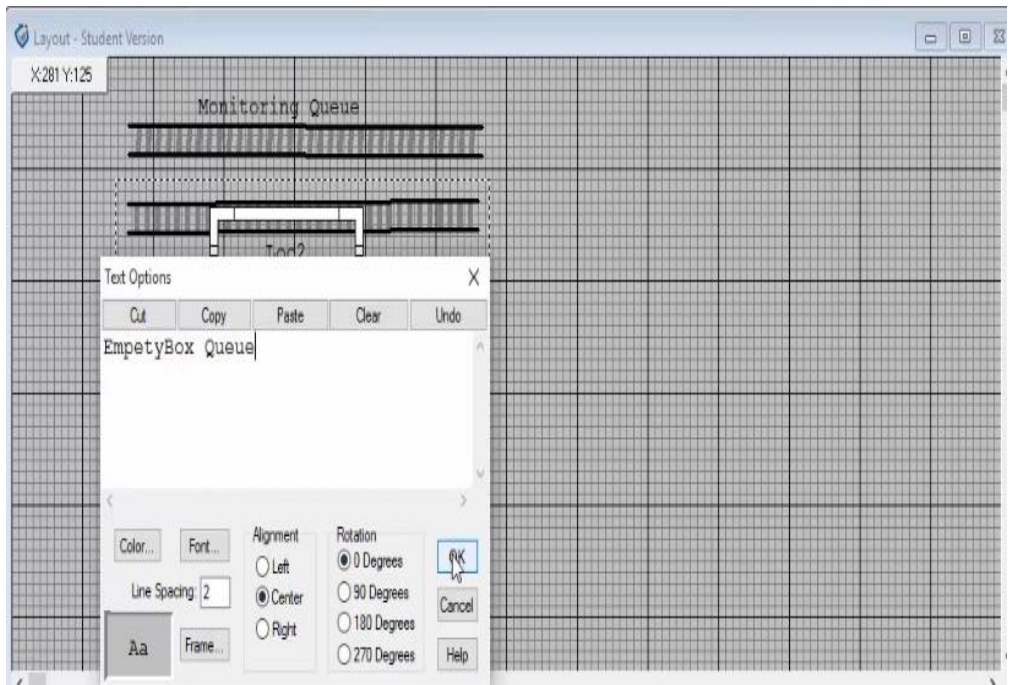 Layout - Student Version
X:281 Y:125
Monitoring Queue
Text Options
X
Cut Copy Paste Clear Undo
EmpetyBox Queue
Color... Font...
Line Spacing: 2
Aa Frame...
Alignment
Left
Center
Right
Rotation
0 Degrees
90 Degrees
180 Degrees
270 Degrees
OK
Cancel
Help